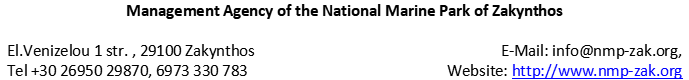 Management Agency of the National Marine Park of Zakynthos
El.Venizelou 1 str. , 29100 Zakynthos E-Mail: info@nmp-zak.org,
Tel +30 26950 29870, 6973 330 783 Website: http://www.nmp-zak.org